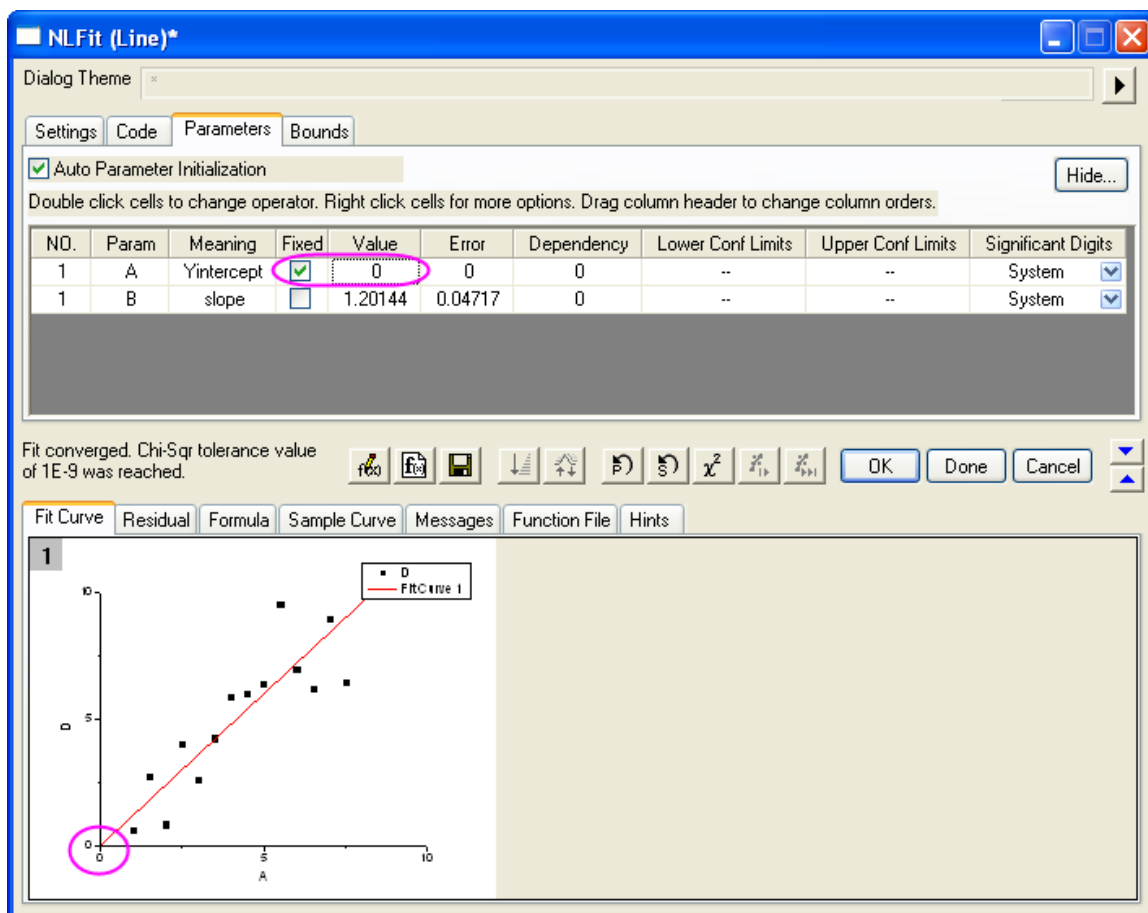 NLFit (Line)*
Dialog Theme *
Settings Code Parameters Bounds
Auto Parameter Initialization
Hide...
Double click cells to change operator. Right click cells for more options. Drag column header to change column orders.
NO. Param Meaning Fixed Value Error Dependency Lower Conf Limits Upper Conf Limits Significant Digits
1 A Yintercept 0 0 0 -- -- System
1 B slope 1.20144 0.04717 0 -- -- System
Fit converged. Chi-Sqr tolerance value
of 1E-9 was reached.
OK Done Cancel
Fit Curve Residual Formula Sample Curve Messages Function File Hints
1
D
FitCurve 1
10
5
0
D
0 5 10
A